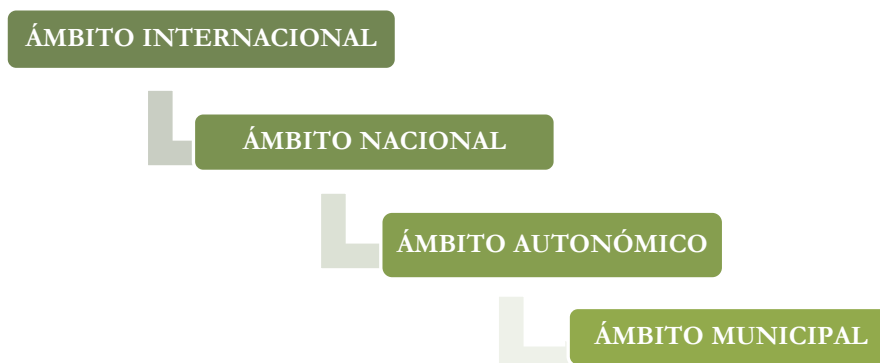 ÁMBITO INTERNACIONAL
ÁMBITO NACIONAL
ÁMBITO AUTONÓMICO
ÁMBITO MUNICIPAL